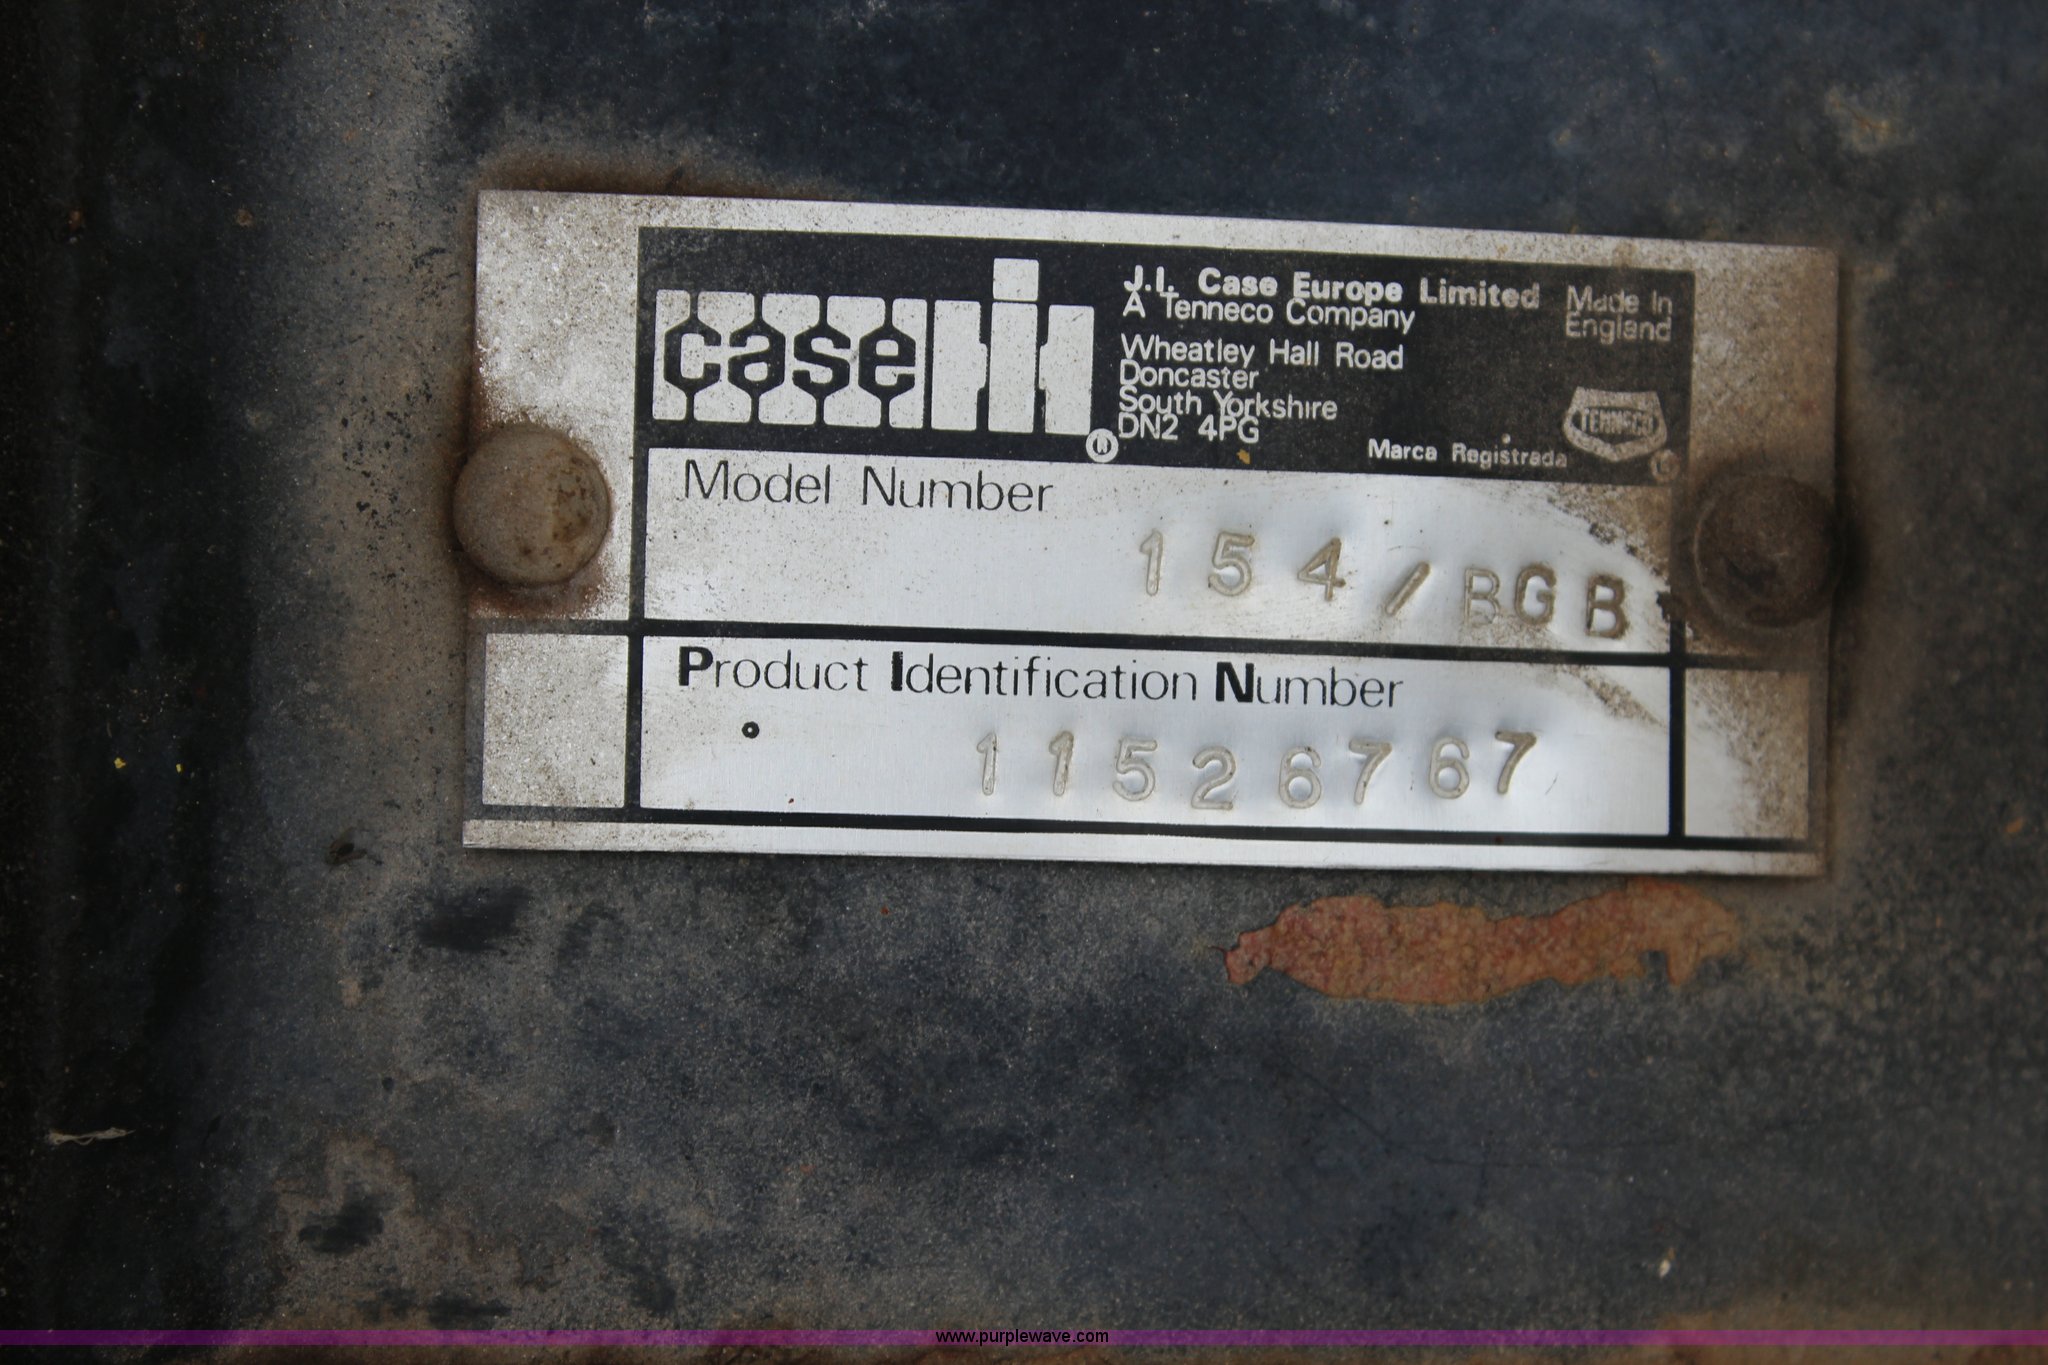 case IH
J.I. Case Europe Limited
A Tenneco Company
Wheatley Hall Road
Doncaster
South Yorkshire
DN2 4PG
Made In
England
TENNECO
Marca Registrada
Model Number
154/BGB
Product Identification Number
11526767
www.purplewave.com